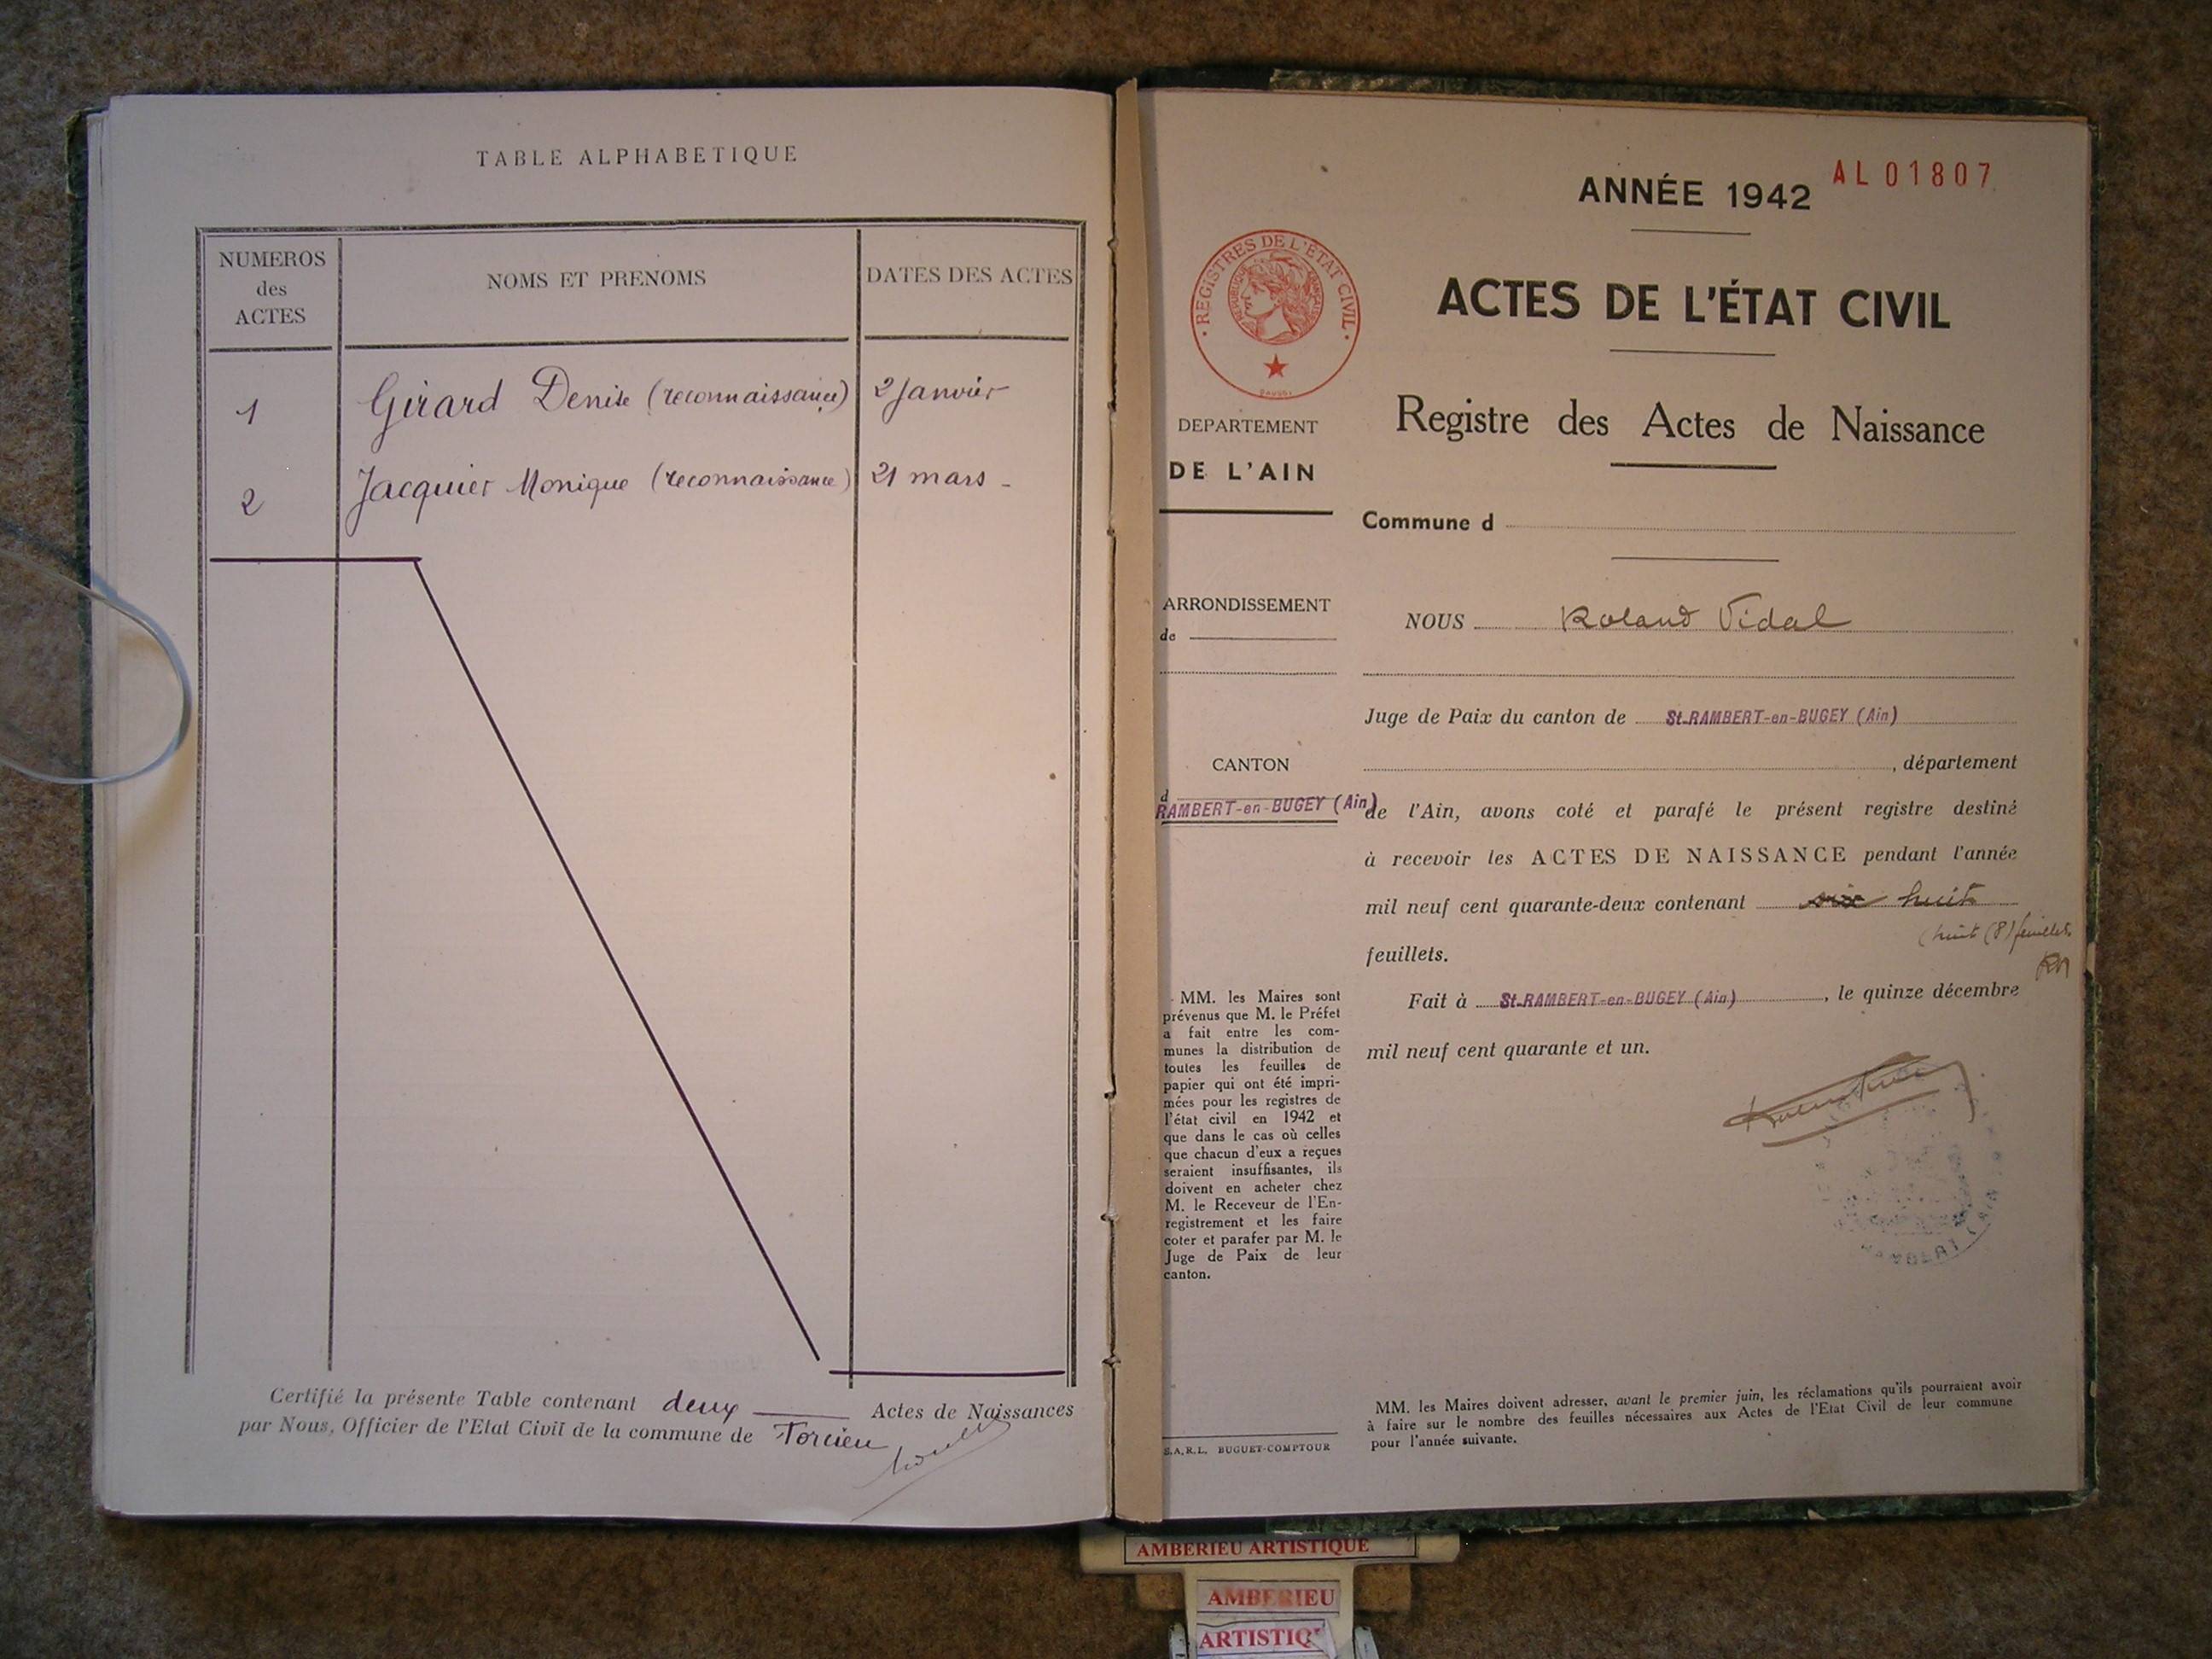 TABLE ALPHABETIQUE
NUMEROS
des
ACTES
NOMS ET PRENOMS
DATES DES ACTES
1 Girard Denise (reconnaissance) 2 Janvier
2 Jacquier Monique (reconnaissance) 21 mars -
Certifié la présente Table contenant deux Actes de Naissances
par Nous, Officier de l'Etat Civil de la commune de Torcieu
ANNÉE 1942
AL01807
REGISTRES DE L'ÉTAT CIVIL
RÉPUBLIQUE FRANÇAISE
ACTES DE L'ÉTAT CIVIL
Registre des Actes de Naissance
DEPARTEMENT
DE L'AIN
Commune d
ARRONDISSEMENT
de
NOUS Roland Vidal
Juge de Paix du canton de St-RAMBERT-en-BUGEY (Ain)
, département
CANTON
d
RAMBERT-en-BUGEY (Ain)
de l'Ain, avons coté et parafé le présent registre destiné
à recevoir les ACTES DE NAISSANCE pendant l'année
mil neuf cent quarante-deux contenant six huit
(huit (8) feuillets
feuillets.
RV
Fait à St-RAMBERT-en-BUGEY (Ain), le quinze décembre
mil neuf cent quarante et un.
MM. les Maires sont
prévenus que M. le Préfet
a fait entre les com-
munes la distribution de
toutes les feuilles de
papier qui ont été impri-
mées pour les registres de
l'état civil en 1942 et
que dans le cas où celles
que chacun d'eux a reçues
seraient insuffisantes, ils
doivent en acheter chez
M. le Receveur de l'En-
registrement et les faire
coter et parafer par M. le
Juge de Paix de leur
canton.
S.A.R.L. BUGUET-COMPTOUR
MM. les Maires doivent adresser, avant le premier juin, les réclamations qu'ils pourraient avoir
à faire sur le nombre des feuilles nécessaires aux Actes de l'Etat Civil de leur commune
pour l'année suivante.
AMBERIEU ARTISTIQUE
AMBERIEU
ARTISTIQ